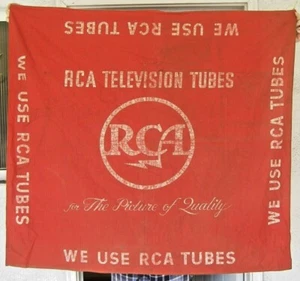 WE USE RCA TUBES
RCA TELEVISION TUBES
WE USE RCA TUBES
RCA
WE USE RCA TUBES
for The Picture of Quality
WE USE RCA TUBES